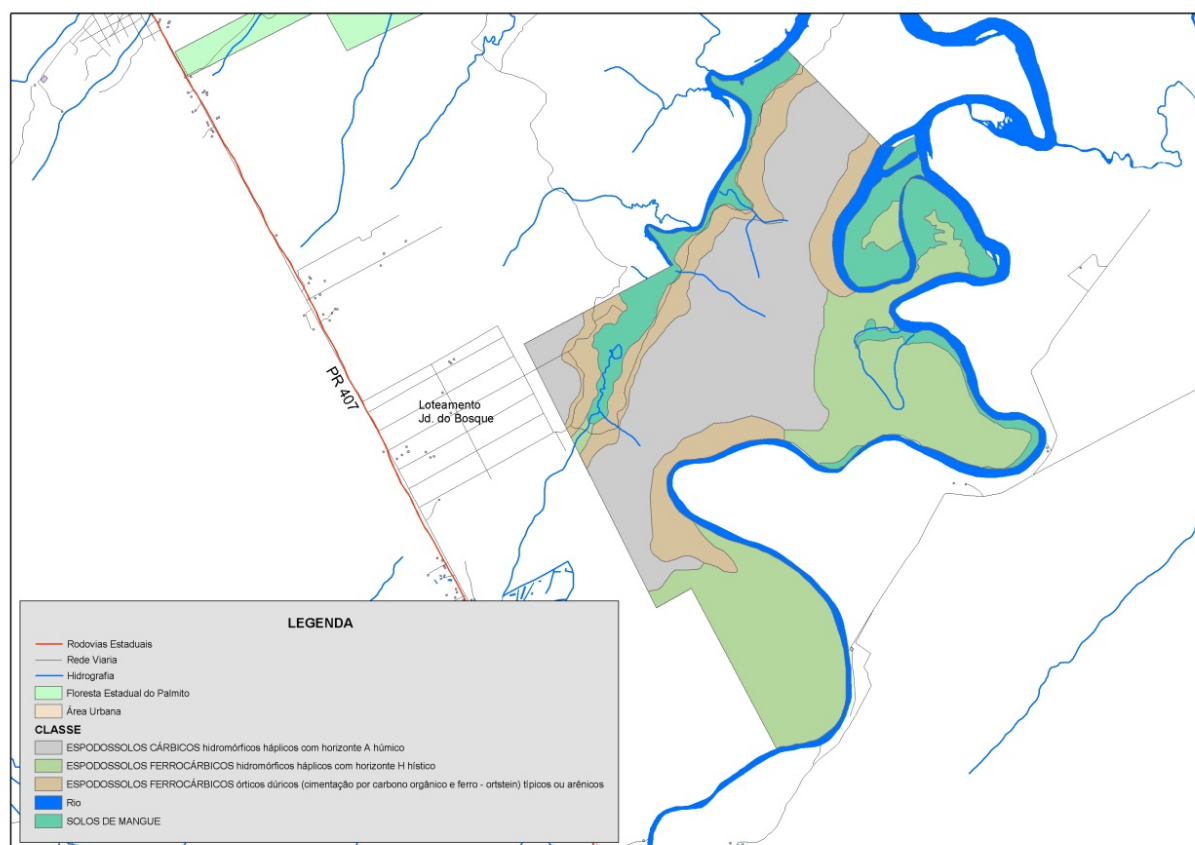 PR 407
Loteamento
Jd. do Bosque
LEGENDA
Rodovias Estaduais
Rede Viaria
Hidrografia
Floresta Estadual do Palmito
Área Urbana
CLASSE
ESPODOSSOLOS CÁRBICOS hidromórficos háplicos com horizonte A húmico
ESPODOSSOLOS FERROCÁRBICOS hidromórficos háplicos com horizonte H hístico
ESPODOSSOLOS FERROCÁRBICOS órticos dúricos (cimentação por carbono orgânico e ferro - ortstein) típicos ou arênicos
Rio
SOLOS DE MANGUE